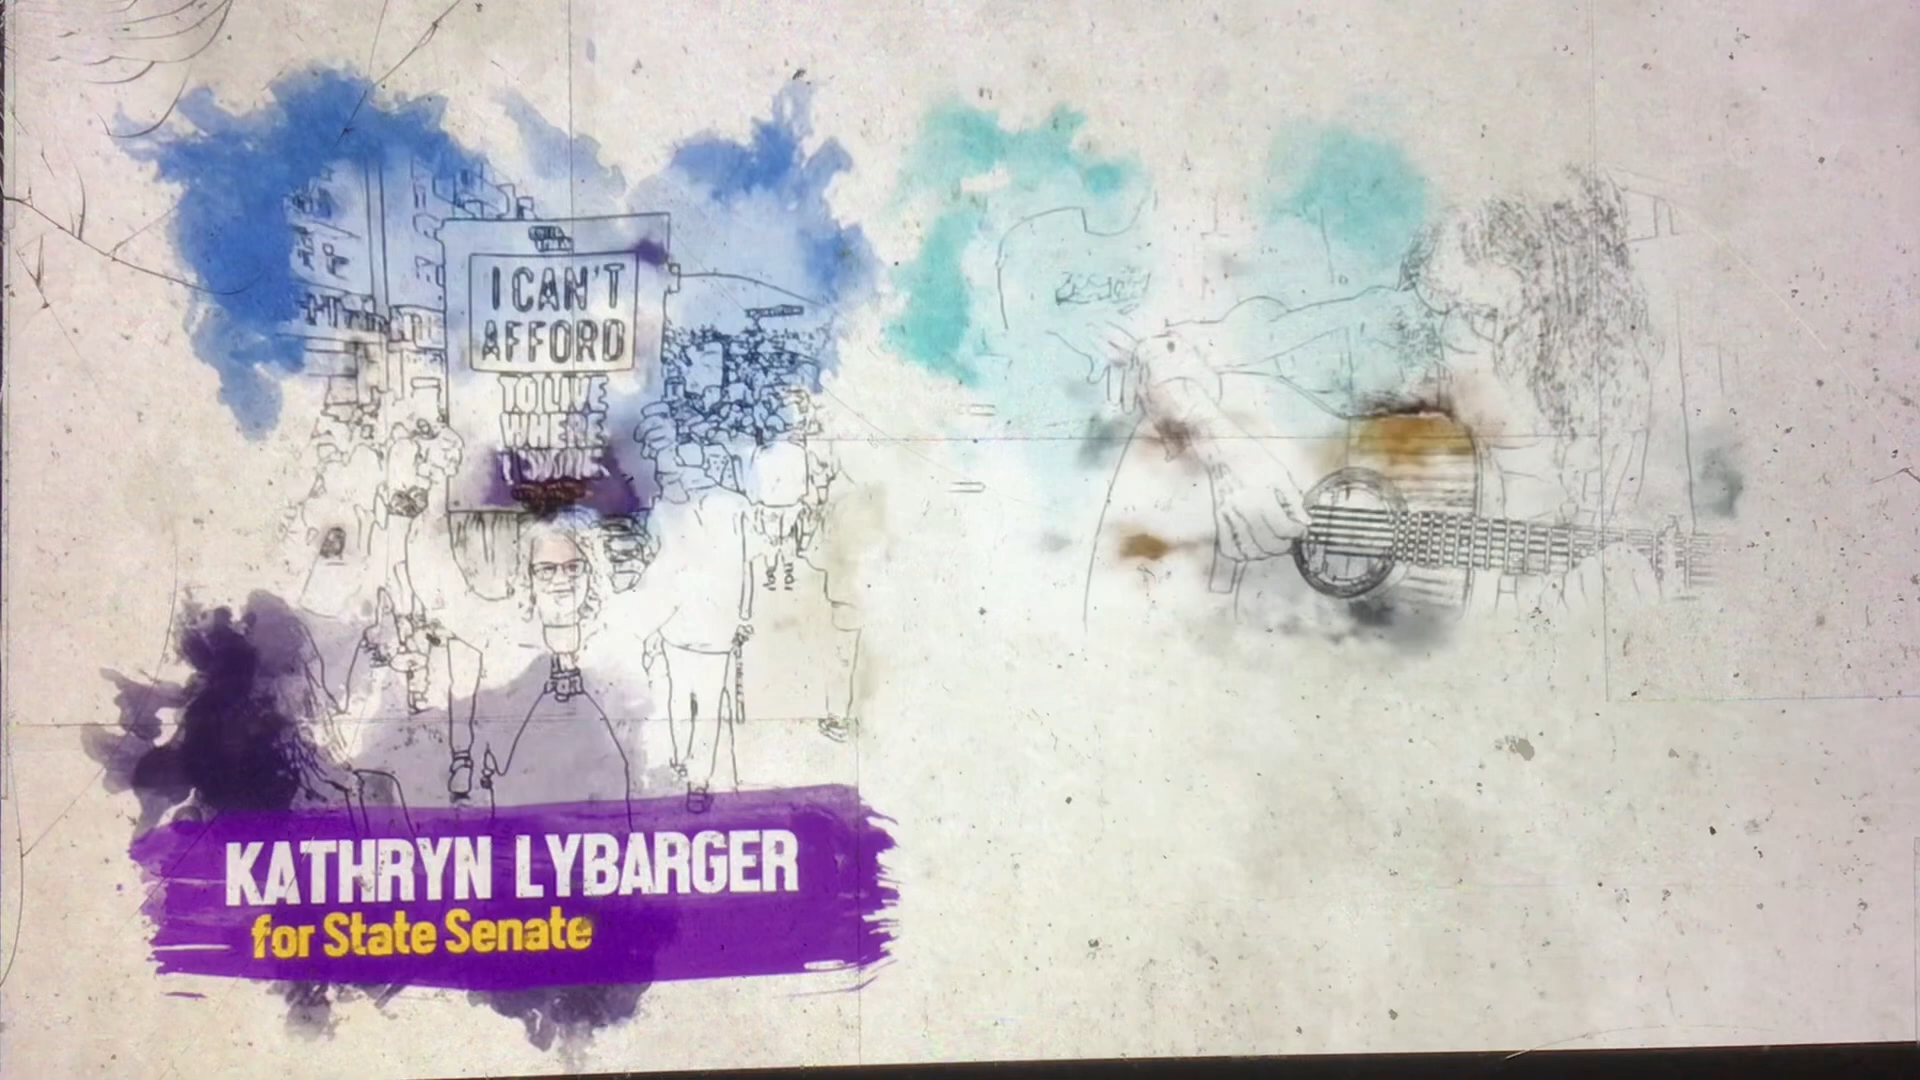 I CAN'T
AFFORD
TO LIVE
WHERE
KATHRYN LYBARGER
for State Senate